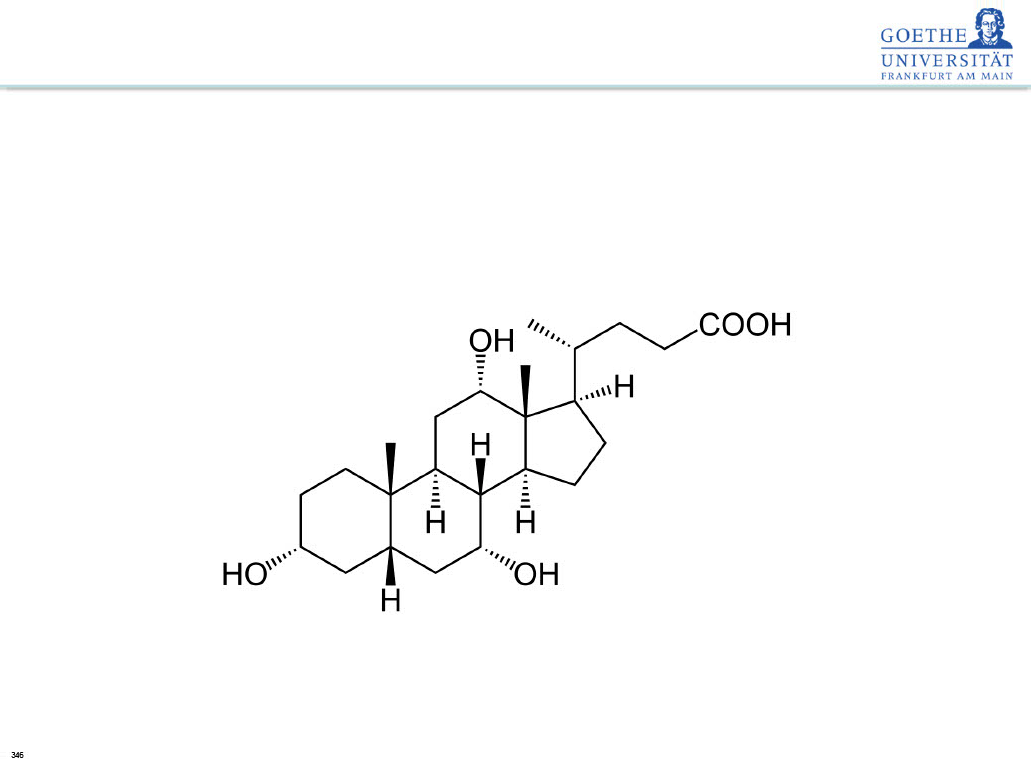 GOETHE
UNIVERSITÄT
FRANKFURT AM MAIN
COOH
OH
H
H
H
H
HO
OH
H
346